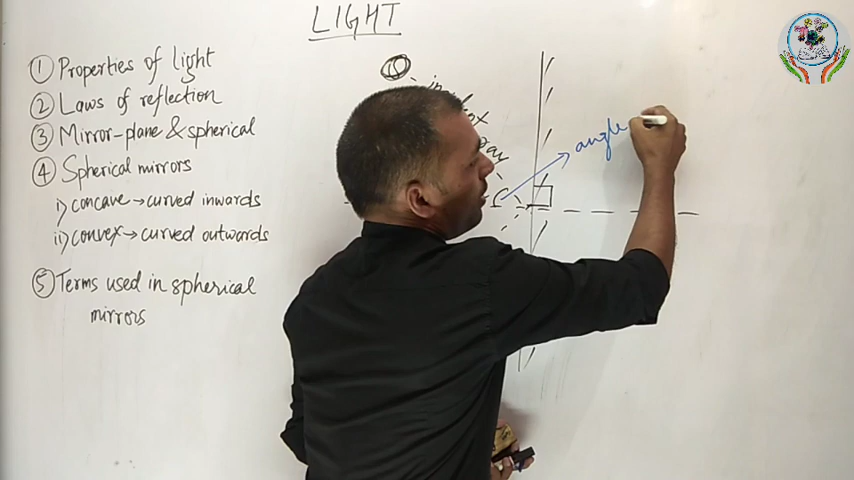 LIGHT
① Properties of light
② Laws of reflection
③ Mirror-plane & spherical
④ Spherical mirrors
i) concave → curved inwards
ii) convex → curved outwards
⑤ Terms used in spherical
mirrors
angle